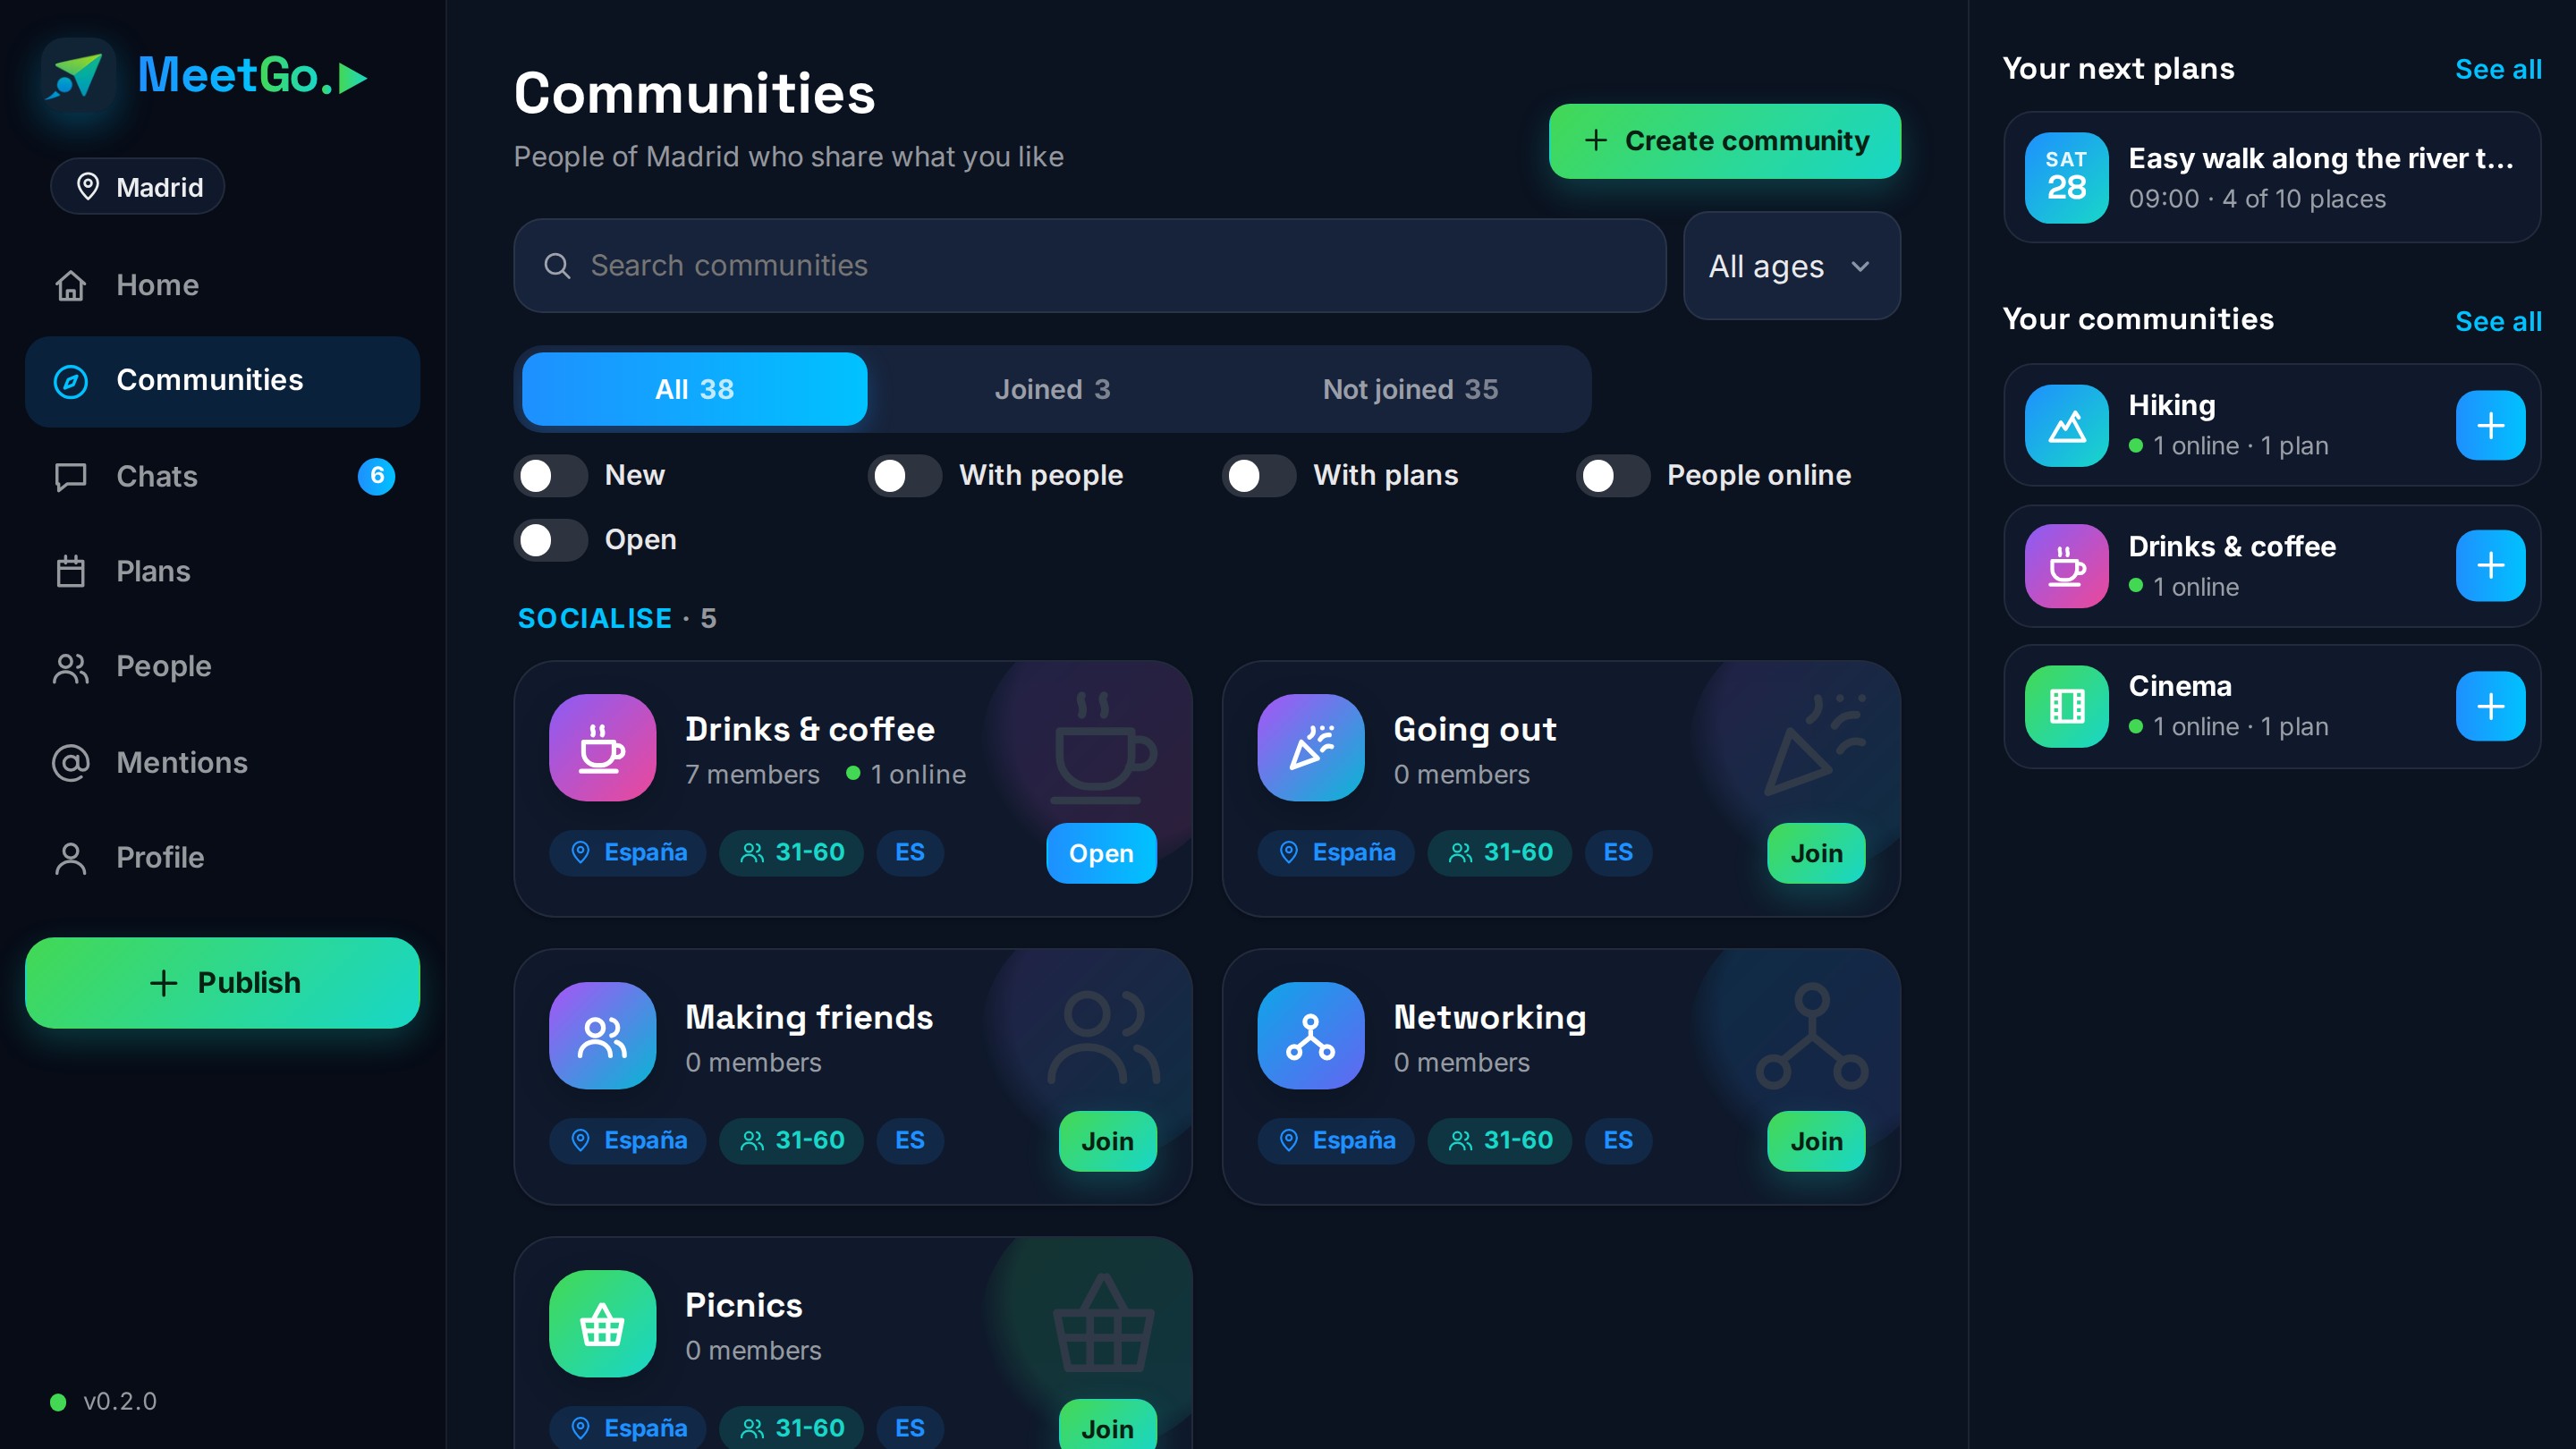 MeetGo.
Madrid
Home
Communities
Chats 6
Plans
People
Mentions
Profile
Publish
v0.2.0
Communities
People of Madrid who share what you like
Create community
Search communities
All ages
All 38
Joined 3
Not joined 35
New
With people
With plans
People online
Open
SOCIALISE · 5
Drinks & coffee
7 members 1 online
España 31-60 ES
Open
Going out
0 members
España 31-60 ES
Join
Making friends
0 members
España 31-60 ES
Join
Networking
0 members
España 31-60 ES
Join
Picnics
0 members
España 31-60 ES
Join
Your next plans See all
SAT
28
Easy walk along the river t...
09:00 · 4 of 10 places
Your communities See all
Hiking
1 online · 1 plan
Drinks & coffee
1 online
Cinema
1 online · 1 plan